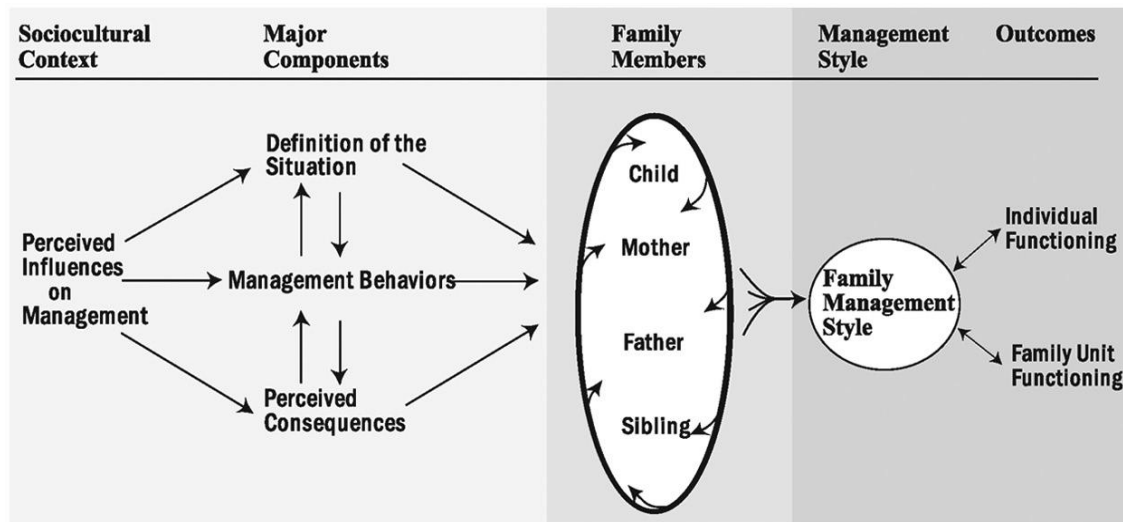 Sociocultural
Context
Major
Components
Family
Members
Management
Style
Outcomes
Definition of the
Situation
Perceived
Influences
on
Management
Management Behaviors
Perceived
Consequences
Child
Mother
Father
Sibling
Family
Management
Style
Individual
Functioning
Family Unit
Functioning